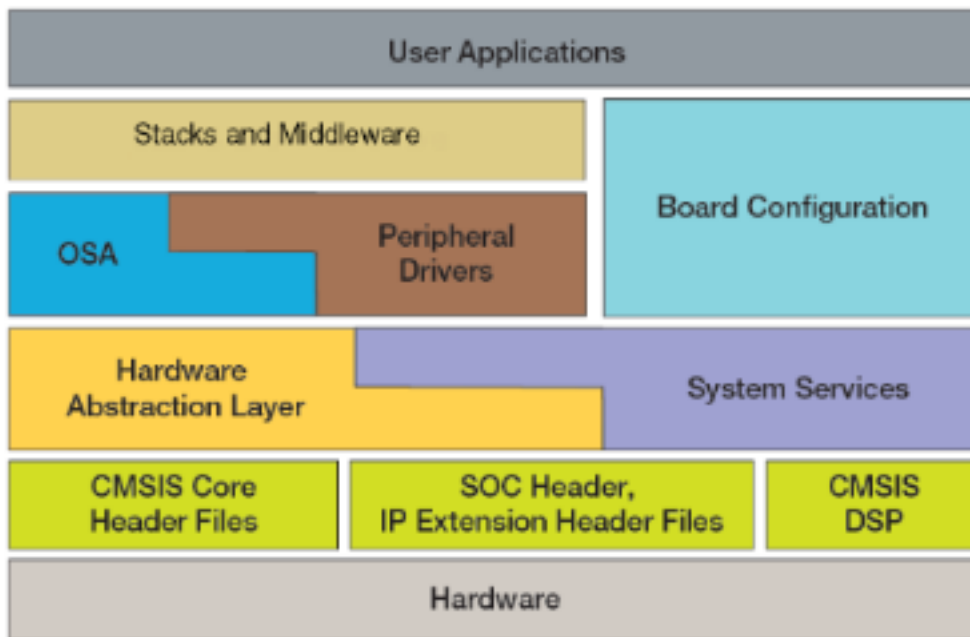 User Applications
Stacks and Middleware
Board Configuration
OSA
Peripheral
Drivers
Hardware
Abstraction Layer
System Services
CMSIS Core
Header Files
SOC Header,
IP Extension Header Files
CMSIS
DSP
Hardware